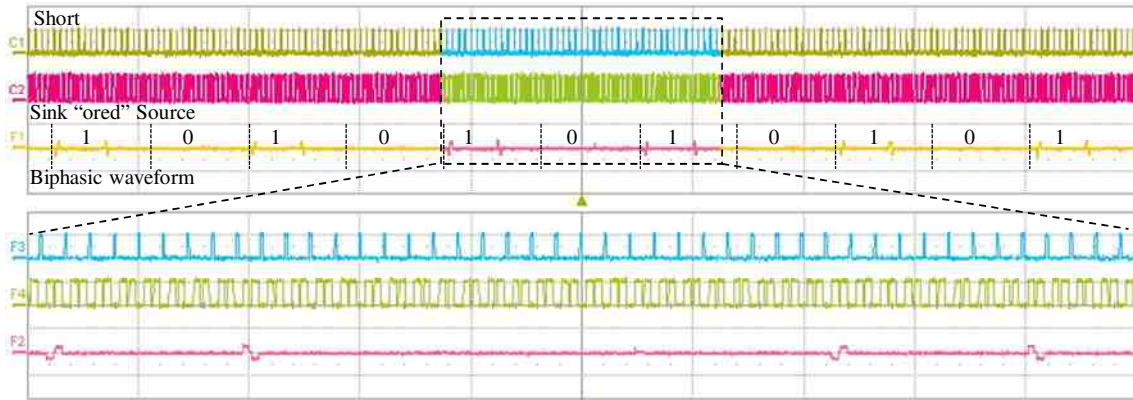 Short
C1
C2
Sink “ored” Source
F1 1 0 1 0 1 0 1 0 1 0 1
Biphasic waveform
F3
F4
F2